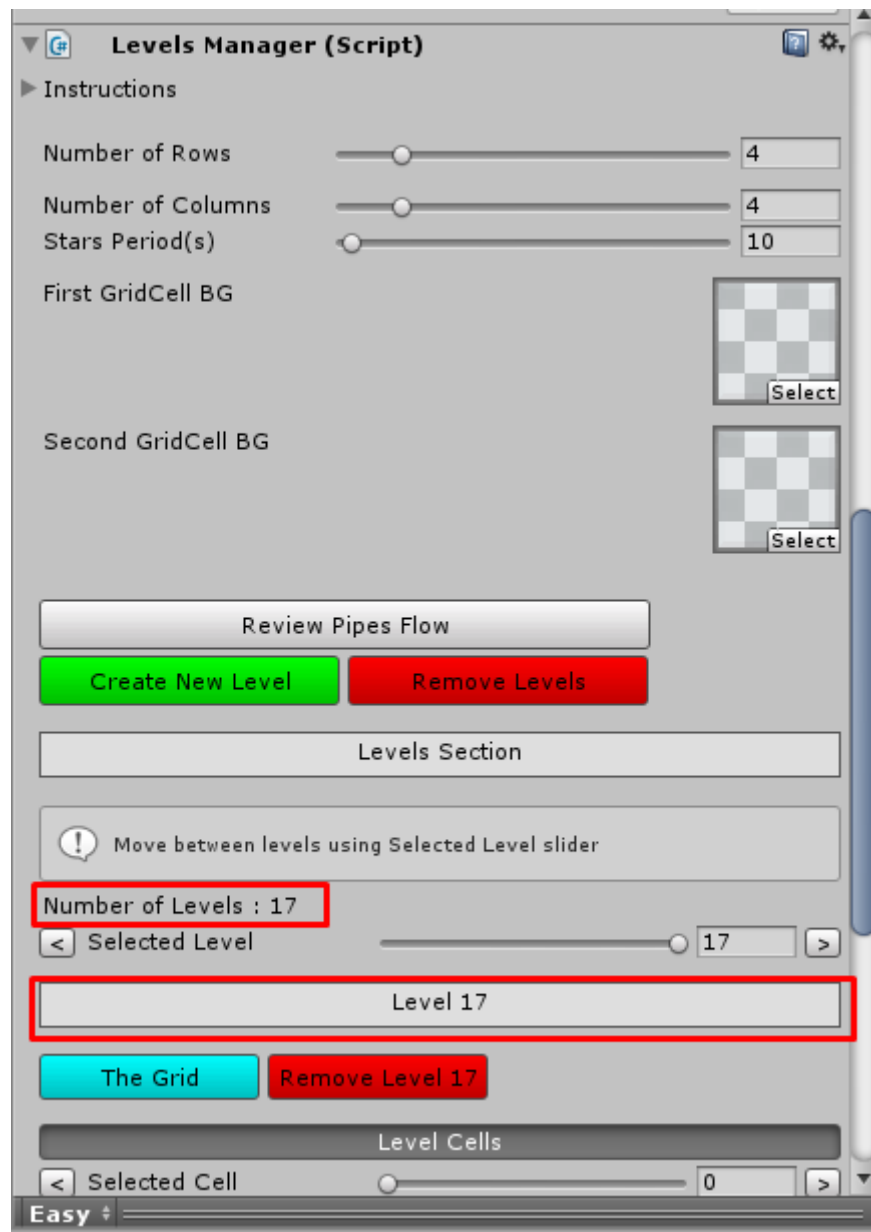 Levels Manager (Script)
Instructions
Number of Rows 4
Number of Columns 4
Stars Period(s) 10
First GridCell BG
Select
Second GridCell BG
Select
Review Pipes Flow
Create New Level Remove Levels
Levels Section
Move between levels using Selected Level slider
Number of Levels : 17
< Selected Level 17 >
Level 17
The Grid Remove Level 17
Level Cells
< Selected Cell 0 >
Easy